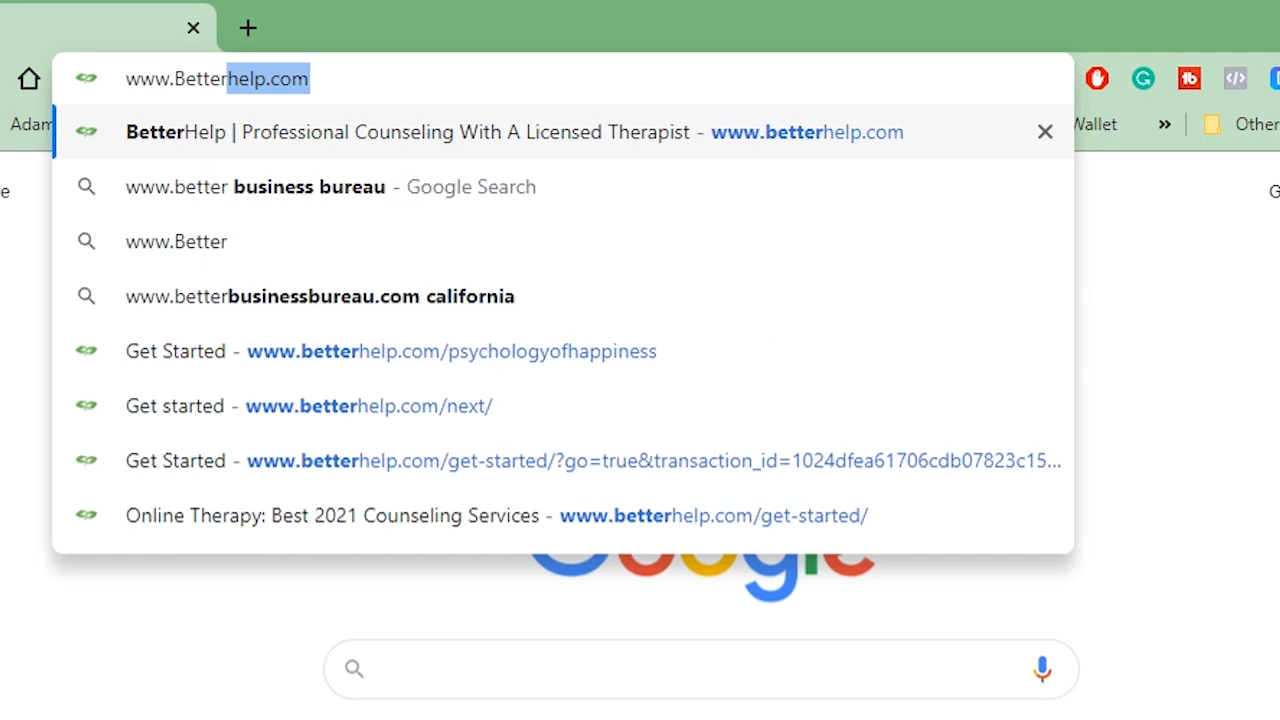 www.Betterhelp.com
Adam
BetterHelp | Professional Counseling With A Licensed Therapist - www.betterhelp.com
Wallet
»
Other
www.better business bureau - Google Search
www.Better
www.betterbusinessbureau.com california
Get Started - www.betterhelp.com/psychologyofhappiness
Get started - www.betterhelp.com/next/
Get Started - www.betterhelp.com/get-started/?go=true&transaction_id=1024dfea61706cdb07823c15...
Online Therapy: Best 2021 Counseling Services - www.betterhelp.com/get-started/
Google